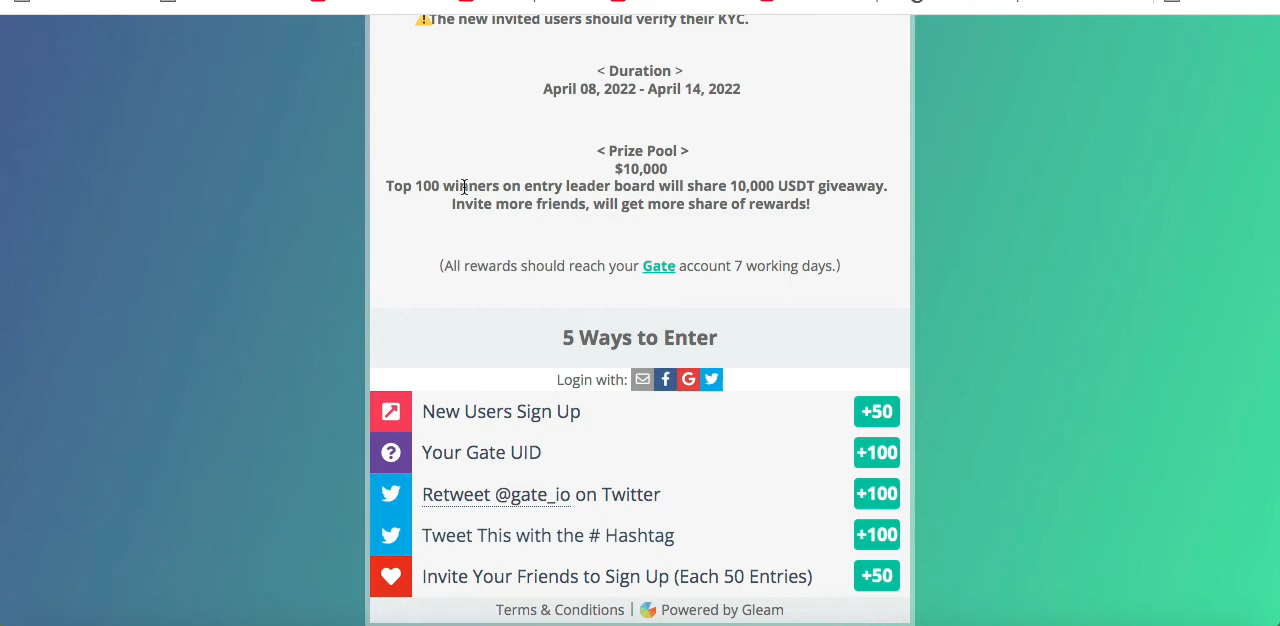 ⚠The new invited users should verify their KYC.
< Duration >
April 08, 2022 - April 14, 2022
< Prize Pool >
$10,000
Top 100 winners on entry leader board will share 10,000 USDT giveaway.
Invite more friends, will get more share of rewards!
(All rewards should reach your Gate account 7 working days.)
5 Ways to Enter
Login with:
New Users Sign Up +50
Your Gate UID +100
Retweet @gate_io on Twitter +100
Tweet This with the # Hashtag +100
Invite Your Friends to Sign Up (Each 50 Entries) +50
Terms & Conditions | Powered by Gleam